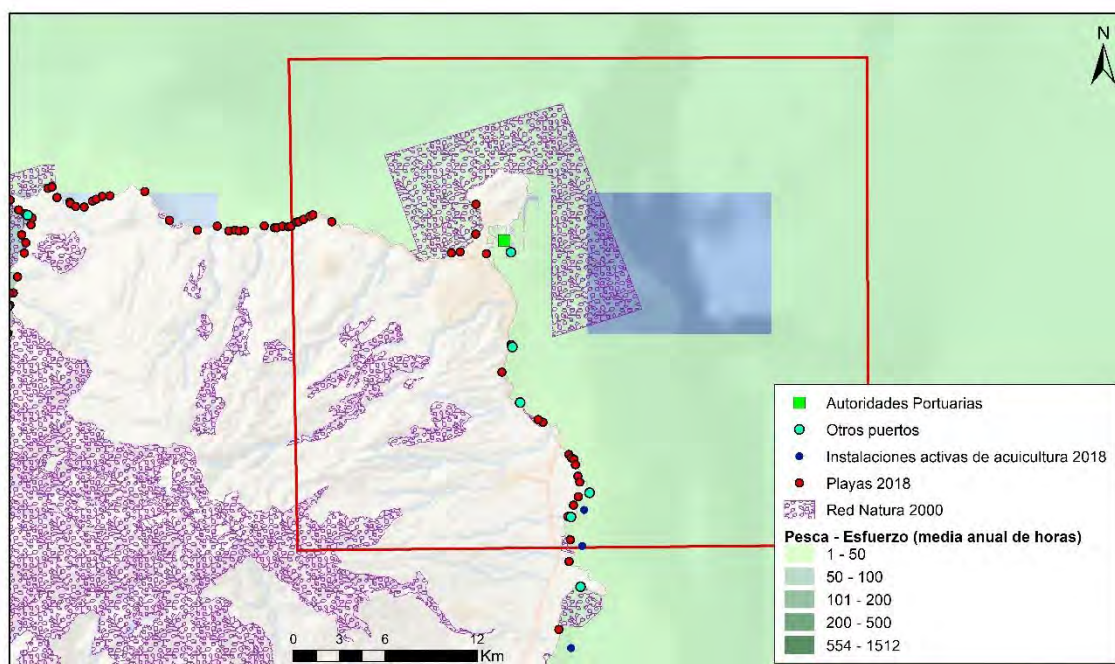 N
Autoridades Portuarias
Otros puertos
Instalaciones activas de acuicultura 2018
Playas 2018
Red Natura 2000
Pesca - Esfuerzo (media anual de horas)
1 - 50
50 - 100
101 - 200
200 - 500
554 - 1512
0 3 6 12
Km